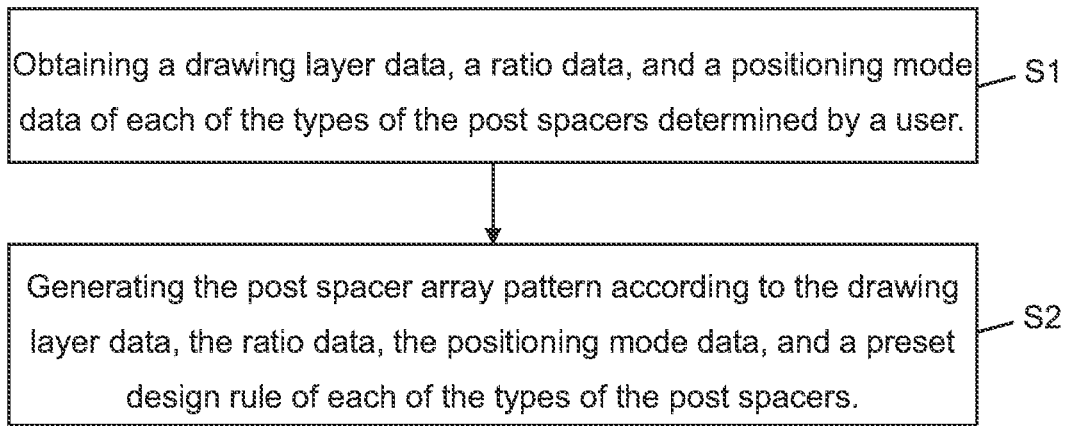 Obtaining a drawing layer data, a ratio data, and a positioning mode
data of each of the types of the post spacers determined by a user.
S1
Generating the post spacer array pattern according to the drawing
layer data, the ratio data, the positioning mode data, and a preset
design rule of each of the types of the post spacers.
S2